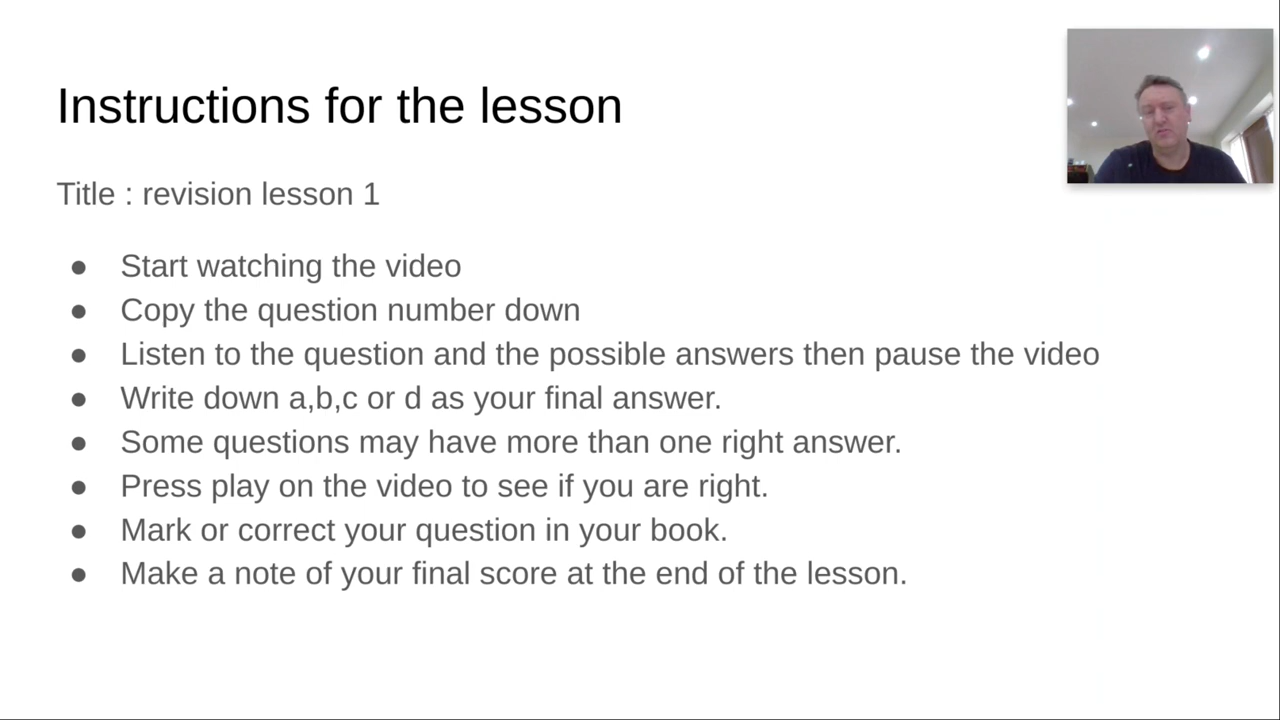 Instructions for the lesson
Title : revision lesson 1
● Start watching the video
● Copy the question number down
● Listen to the question and the possible answers then pause the video
● Write down a,b,c or d as your final answer.
● Some questions may have more than one right answer.
● Press play on the video to see if you are right.
● Mark or correct your question in your book.
● Make a note of your final score at the end of the lesson.